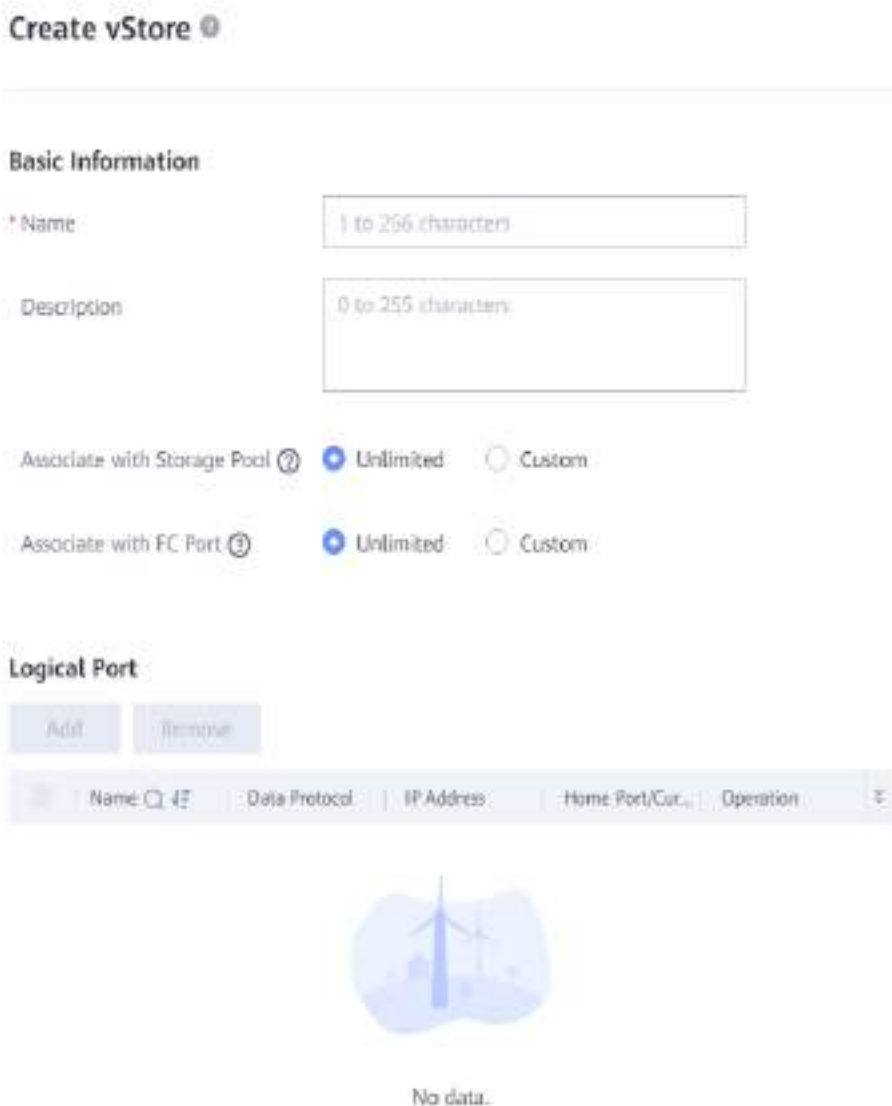 Create vStore
Basic Information
* Name
1 to 256 characters
Description
0 to 255 characters
Associate with Storage Pool ? Unlimited Custom
Associate with FC Port ? Unlimited Custom
Logical Port
Add Remove
Name Data Protocol IP Address Home Port/Cur... Operation
No data.